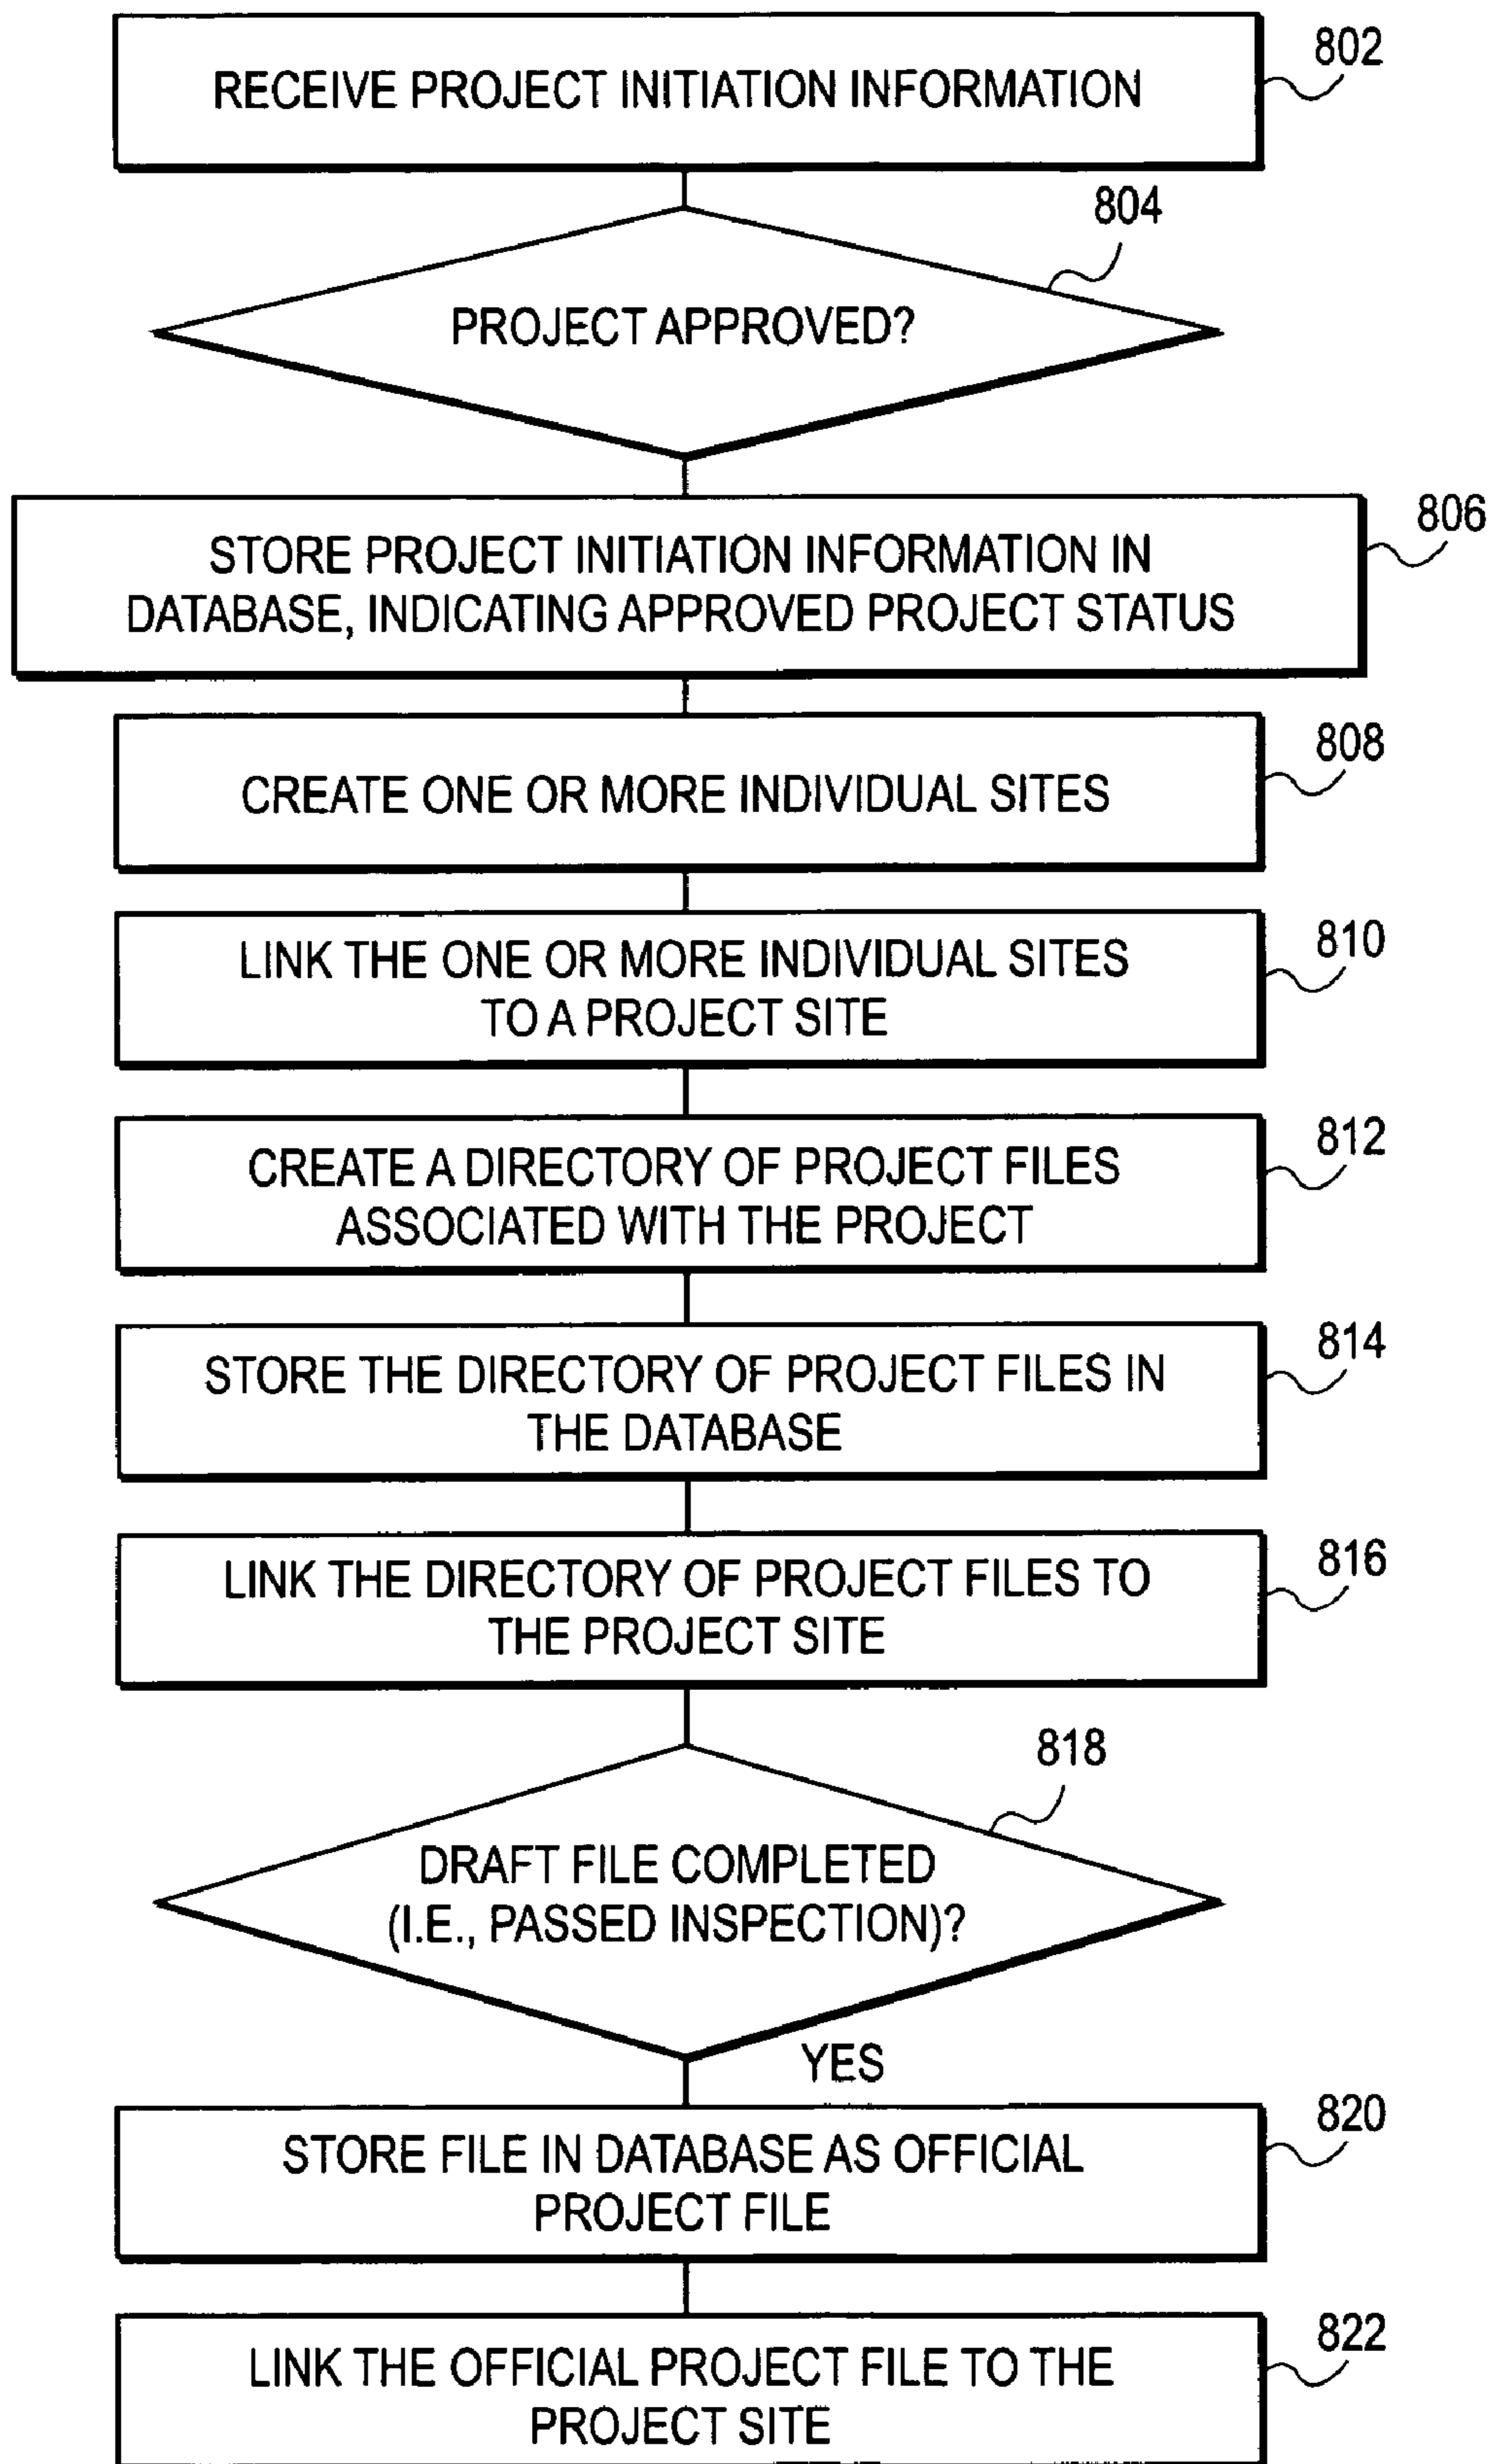 RECEIVE PROJECT INITIATION INFORMATION
802
804
PROJECT APPROVED?
806
STORE PROJECT INITIATION INFORMATION IN
DATABASE, INDICATING APPROVED PROJECT STATUS
808
CREATE ONE OR MORE INDIVIDUAL SITES
810
LINK THE ONE OR MORE INDIVIDUAL SITES
TO A PROJECT SITE
812
CREATE A DIRECTORY OF PROJECT FILES
ASSOCIATED WITH THE PROJECT
814
STORE THE DIRECTORY OF PROJECT FILES IN
THE DATABASE
816
LINK THE DIRECTORY OF PROJECT FILES TO
THE PROJECT SITE
818
DRAFT FILE COMPLETED
(I.E., PASSED INSPECTION)?
YES
820
STORE FILE IN DATABASE AS OFFICIAL
PROJECT FILE
822
LINK THE OFFICIAL PROJECT FILE TO THE
PROJECT SITE